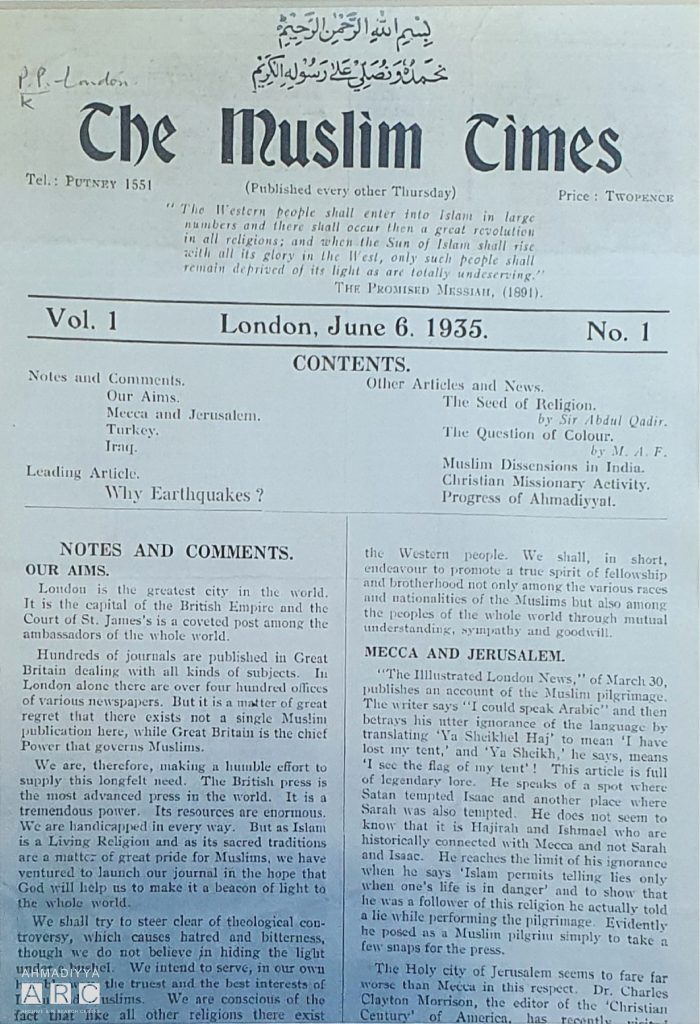 بِسْمِ اللهِ الرَّحْمٰنِ الرَّحِيْمِ
نَحْمَدُهٗ وَنُصَلِّيْ عَلٰى رَسُوْلِهِ الْكَرِيْمِ
P.P.-London
K
The Muslim Times
Tel.: PUTNEY 1551
(Published every other Thursday)
Price : TWOPENCE
"The Western people shall enter into Islam in large
numbers and there shall occur then a great revolution
in all religions; and when the Sun of Islam shall rise
with all its glory in the West, only such people shall
remain deprived of its light as are totally undeserving."
THE PROMISED MESSIAH, (1891).
Vol. 1 London, June 6. 1935. No. 1
CONTENTS.
Notes and Comments.
Our Aims.
Mecca and Jerusalem.
Turkey.
Iraq.
Leading Article.
Why Earthquakes ?
Other Articles and News.
The Seed of Religion.
by Sir Abdul Qadir.
The Question of Colour.
by M. A. F.
Muslim Dissensions in India.
Christian Missionary Activity.
Progress of Ahmadiyyat.
NOTES AND COMMENTS.
OUR AIMS.
London is the greatest city in the world.
It is the capital of the British Empire and the
Court of St. James's is a coveted post among the
ambassadors of the whole world.
Hundreds of journals are published in Great
Britain dealing with all kinds of subjects. In
London alone there are over four hundred offices
of various newspapers. But it is a matter of great
regret that there exists not a single Muslim
publication here, while Great Britain is the chief
Power that governs Muslims.
We are, therefore, making a humble effort to
supply this longfelt need. The British press is
the most advanced press in the world. It is a
tremendous power. Its resources are enormous.
We are handicapped in every way. But as Islam
is a Living Religion and as its sacred traditions
are a matter of great pride for Muslims, we have
ventured to launch our journal in the hope that
God will help us to make it a beacon of light to
the whole world.
We shall try to steer clear of theological con-
troversy, which causes hatred and bitterness,
though we do not believe in hiding the light
We intend to serve, in our own
the truest and the best interests of
Muslims. We are conscious of the
fact that like all other religions there exist
the Western people. We shall, in short,
endeavour to promote a true spirit of fellowship
and brotherhood not only among the various races
and nationalities of the Muslims but also among
the peoples of the whole world through mutual
understanding, sympathy and goodwill.
MECCA AND JERUSALEM.
"The Illlustrated London News," of March 30,
publishes an account of the Muslim pilgrimage.
The writer says "I could speak Arabic" and then
betrays his utter ignorance of the language by
translating 'Ya Sheikhel Haj' to mean 'I have
lost my tent,' and 'Ya Sheikh,' he says, means
'I see the flag of my tent'! This article is full
of legendary lore. He speaks of a spot where
Satan tempted Isaac and another place where
Sarah was also tempted. He does not seem to
know that it is Hajirah and Ishmael who are
historically connected with Mecca and not Sarah
and Isaac. He reaches the limit of his ignorance
when he says 'Islam permits telling lies only
when one's life is in danger' and to show that
he was a follower of this religion he actually told
a lie while performing the pilgrimage. Evidently
he posed as a Muslim pilgrim simply to take a
few snaps for the press.
The Holy city of Jerusalem seems to fare far
worse than Mecca in this respect. Dr. Charles
Clayton Morrison, the editor of the 'Christian
Century' of America, has recently
AHMADIYYA
ARC